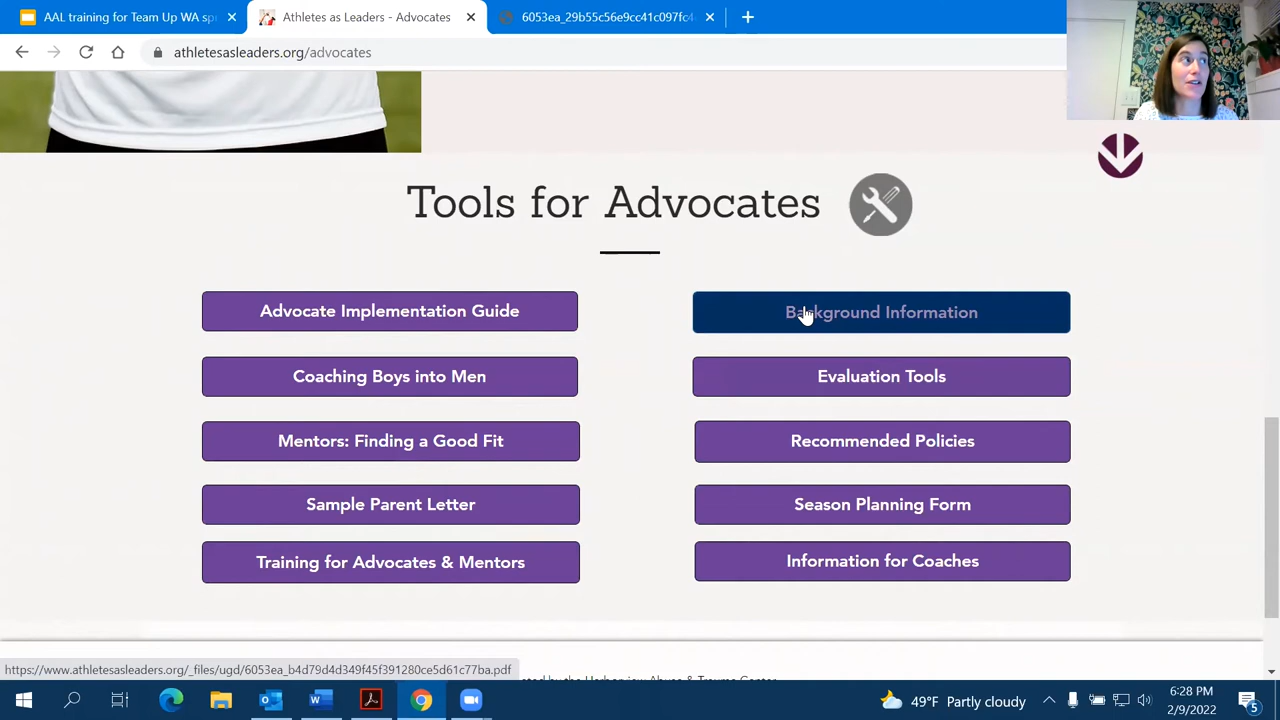 AAL training for Team Up WA sp
Athletes as Leaders - Advocates
6053ea_29b55c56e9cc41c097fc4
athletesasleaders.org/advocates
Tools for Advocates
Advocate Implementation Guide
Background Information
Coaching Boys into Men
Evaluation Tools
Mentors: Finding a Good Fit
Recommended Policies
Sample Parent Letter
Season Planning Form
Training for Advocates & Mentors
Information for Coaches
https://www.athletesasleaders.org/_files/ugd/6053ea_b4d79d4d349f45f391280ce5d61c77ba.pdf
49°F Partly cloudy
6:28 PM
2/9/2022
5